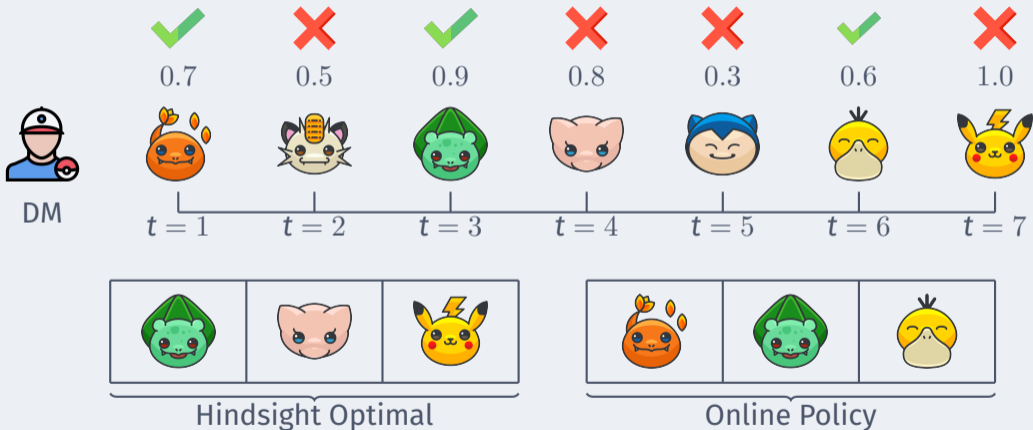 0.7 0.5 0.9 0.8 0.3 0.6 1.0
DM
t = 1 t = 2 t = 3 t = 4 t = 5 t = 6 t = 7
Hindsight Optimal Online Policy